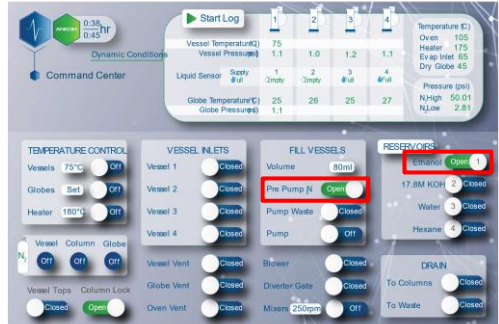 ANKOM
0:38 hr
0:45
Dynamic Conditions
Command Center
Start Log 1 2 3 4
Vessel Temperature(C) 75
Vessel Pressure(psi) 1.1 1.0 1.2 1.1
Liquid Sensor Supply Full 1 Empty 2 Empty 3 Full 4 Full
Globe Temperature(C) 25 26 25 27
Globe Pressure(psi) 1.1
Temperature (C)
Oven 105
Heater 175
Evap Inlet 65
Dry Globe 45
Pressure (psi)
N₂High 50.01
N₂Low 2.81
TEMPERATURE CONTROL
Vessels 75°C Off
Globes Set Off
Heater 180°C Off
N₂ Vessel Column Globe
Off Off Off
Vessel Tops Column Lock
Closed Open
VESSEL INLETS
Vessel 1 Closed
Vessel 2 Closed
Vessel 3 Closed
Vessel 4 Closed
Vessel Vent Closed
Globe Vent Closed
Oven Vent Closed
FILL VESSELS
Volume 80ml
Pre Pump N Open
Pump Waste Closed
Pump Off
Blower Closed
Diverter Gate Closed
Mixers 250rpm Off
RESERVOIRS
Ethanol Open 1
17.8M KOH 2 Closed
Water 3 Closed
Hexane 4 Closed
DRAIN
To Columns Closed
To Waste Closed